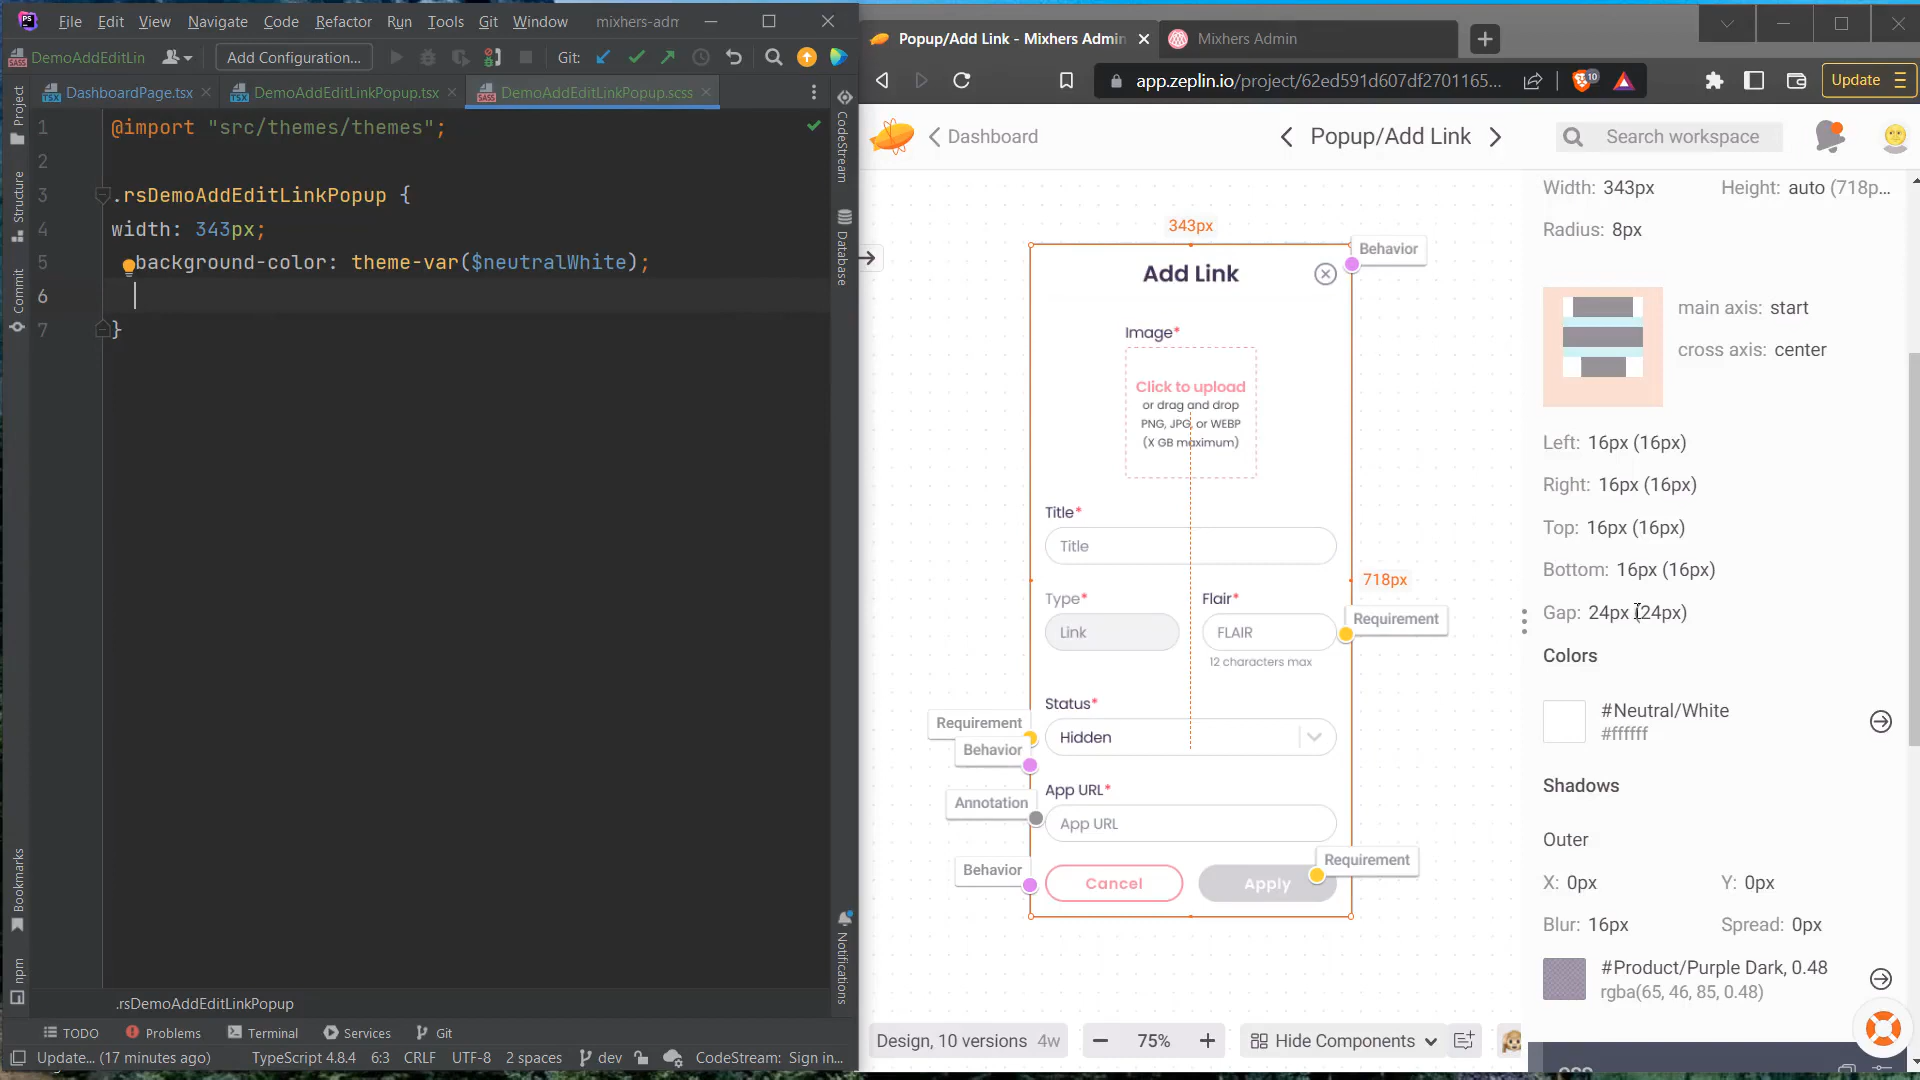 PS File Edit View Navigate Code Refactor Run Tools Git Window mixhers-adm
DemoAddEditLin Add Configuration... Git:
DashboardPage.tsx DemoAddEditLinkPopup.tsx DemoAddEditLinkPopup.scss
Project
Structure
Commit
Bookmarks
npm
1 @import "src/themes/themes";
2
3 .rsDemoAddEditLinkPopup {
4 width: 343px;
5 background-color: theme-var($neutralWhite);
6
7 }
CodeStream
Database
Notifications
.rsDemoAddEditLinkPopup
TODO Problems Terminal Services Git
Update... (17 minutes ago) TypeScript 4.8.4 6:3 CRLF UTF-8 2 spaces dev CodeStream: Sign in...
Popup/Add Link - Mixhers Admin Mixhers Admin
app.zeplin.io/project/62ed591d607df2701165... 10 Update
Dashboard Popup/Add Link Search workspace
343px
Behavior
Add Link
Image*
Click to upload
or drag and drop
PNG, JPG, or WEBP
(X GB maximum)
Title*
Title
718px
Type* Flair*
Link FLAIR
Requirement
12 characters max
Status*
Requirement
Hidden
Behavior
App URL*
Annotation
App URL
Requirement
Behavior
Cancel Apply
Design, 10 versions 4w 75% Hide Components
Width: 343px Height: auto (718p...
Radius: 8px
main axis: start
cross axis: center
Left: 16px (16px)
Right: 16px (16px)
Top: 16px (16px)
Bottom: 16px (16px)
Gap: 24px (24px)
Colors
#Neutral/White
#ffffff
Shadows
Outer
X: 0px Y: 0px
Blur: 16px Spread: 0px
#Product/Purple Dark, 0.48
rgba(65, 46, 85, 0.48)